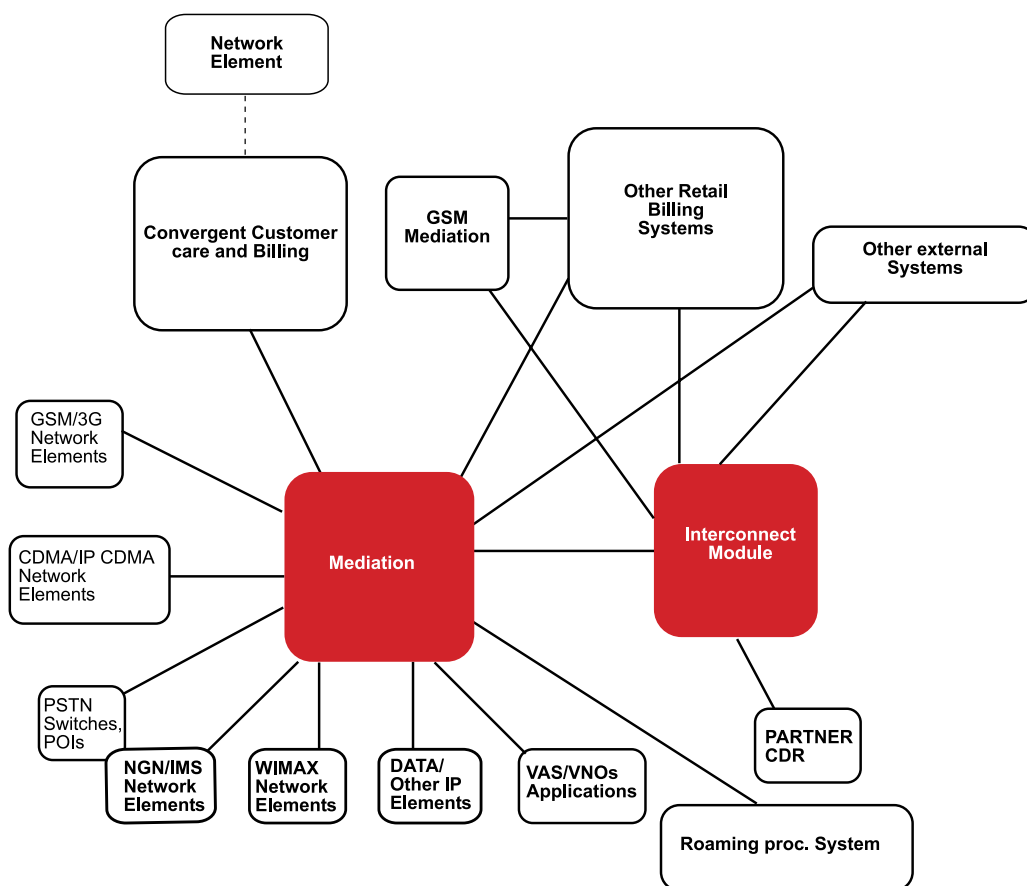 Network
Element
Convergent Customer
care and Billing
GSM
Mediation
Other Retail
Billing
Systems
Other external
Systems
GSM/3G
Network
Elements
CDMA/IP CDMA
Network
Elements
Mediation
Interconnect
Module
PSTN
Switches,
POIs
NGN/IMS
Network
Elements
WIMAX
Network
Elements
DATA/
Other IP
Elements
VAS/VNOs
Applications
PARTNER
CDR
Roaming proc. System